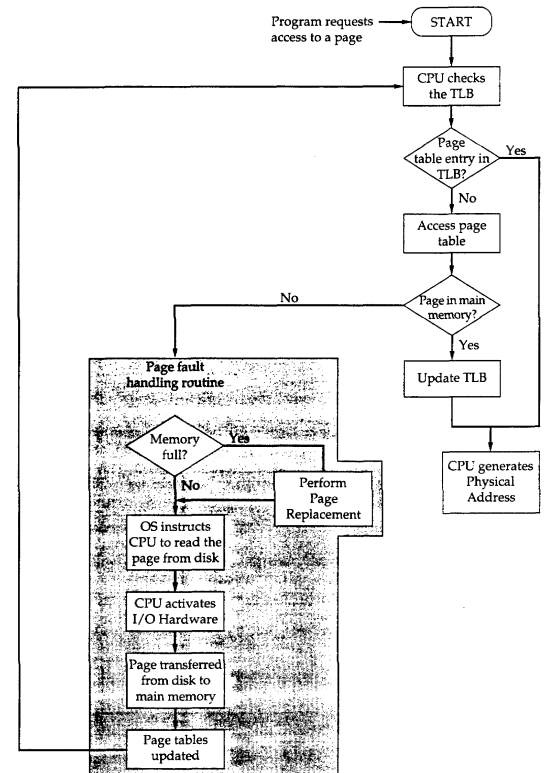 Program requests
access to a page
START
CPU checks
the TLB
Page
table entry in
TLB?
Yes
No
Access page
table
Page in main
memory?
No
Yes
Update TLB
CPU generates
Physical
Address
Page fault
handling routine
Memory
full?
Yes
No
Perform
Page
Replacement
OS instructs
CPU to read the
page from disk
CPU activates
I/O Hardware
Page transferred
from disk to
main memory
Page tables
updated